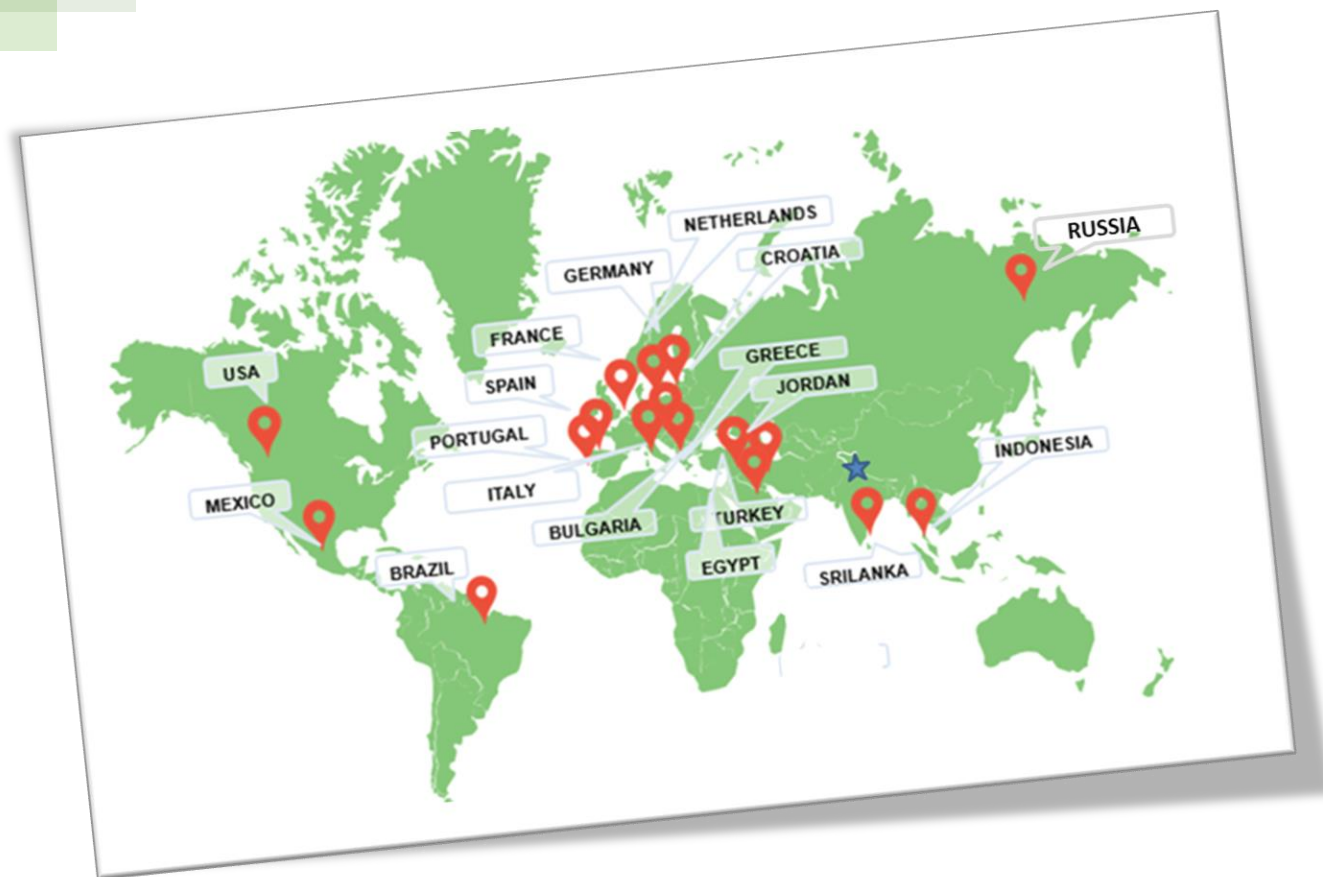 NETHERLANDS
RUSSIA
CROATIA
GERMANY
FRANCE
GREECE
USA
SPAIN
JORDAN
PORTUGAL
INDONESIA
ITALY
MEXICO
BULGARIA
TURKEY
EGYPT
BRAZIL
SRILANKA